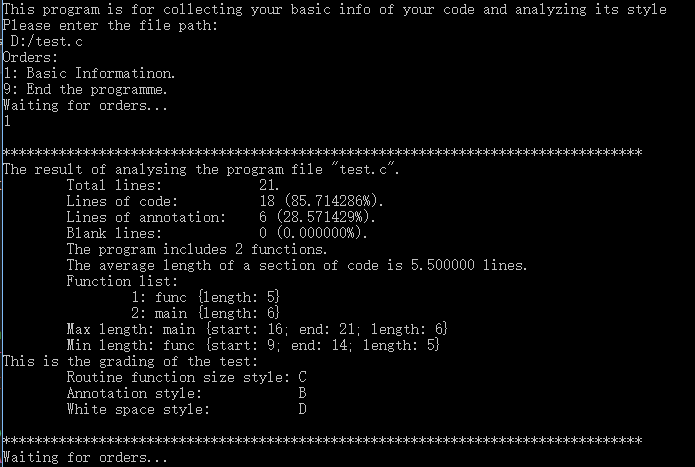 This program is for collecting your basic info of your code and analyzing its style
Please enter the file path:
D:/test.c
Orders:
1: Basic Informatinon.
9: End the programme.
Waiting for orders...
1
********************************************************************************
The result of analysing the program file "test.c".
Total lines: 21.
Lines of code: 18 (85.714286%).
Lines of annotation: 6 (28.571429%).
Blank lines: 0 (0.000000%).
The program includes 2 functions.
The average length of a section of code is 5.500000 lines.
Function list:
1: func {length: 5}
2: main {length: 6}
Max length: main {start: 16; end: 21; length: 6}
Min length: func {start: 9; end: 14; length: 5}
This is the grading of the test:
Routine function size style: C
Annotation style: B
White space style: D
********************************************************************************
Waiting for orders...